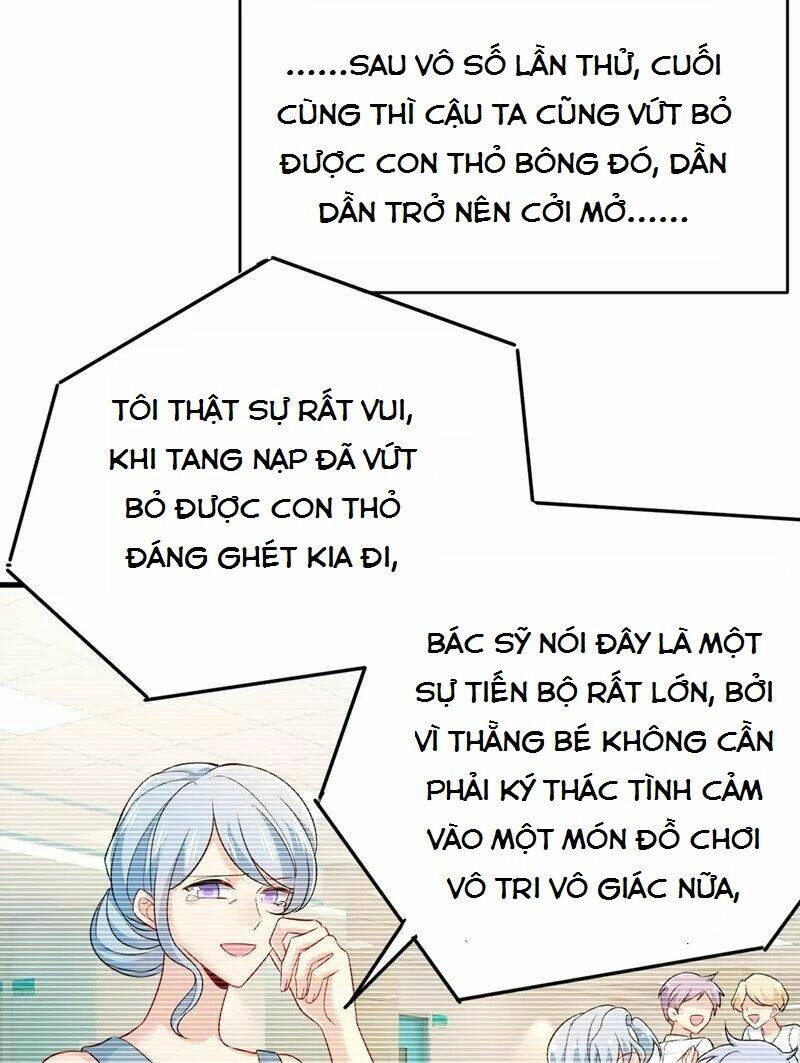 ......SAU VÔ SỐ LẦN THỬ, CUỐI
CÙNG THÌ CẬU TA CŨNG VỨT BỎ
ĐƯỢC CON THỎ BÔNG ĐÓ, DẦN
DẦN TRỞ NÊN CỞI MỞ......
TÔI THẬT SỰ RẤT VUI,
KHI TANG NẠP ĐÃ VỨT
BỎ ĐƯỢC CON THỎ
ĐÁNG GHÉT KIA ĐI,
BÁC SỸ NÓI ĐÂY LÀ MỘT
SỰ TIẾN BỘ RẤT LỚN, BỞI
VÌ THẰNG BÉ KHÔNG CẦN
PHẢI KÝ THÁC TÌNH CẢM
VÀO MỘT MÓN ĐỒ CHƠI
VÔ TRI VÔ GIÁC NỮA,